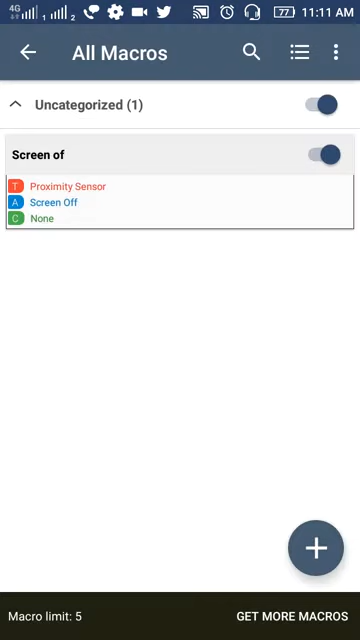 4G 1 2 77 11:11 AM
All Macros
Uncategorized (1)
Screen of
T Proximity Sensor
A Screen Off
C None
+
Macro limit: 5 GET MORE MACROS